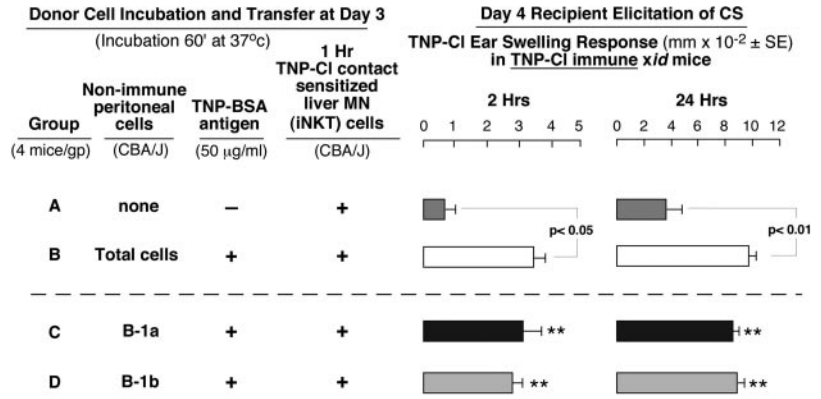 Donor Cell Incubation and Transfer at Day 3
(Incubation 60' at 37ºc)
Day 4 Recipient Elicitation of CS
TNP-Cl Ear Swelling Response (mm x 10-2 ± SE)
in TNP-Cl immune xid mice
Group
(4 mice/gp)
Non-immune
peritoneal
cells
(CBA/J)
TNP-BSA
antigen
(50 µg/ml)
1 Hr
TNP-Cl contact
sensitized
liver MN
(iNKT) cells
(CBA/J)
2 Hrs
0 1 2 3 4 5
24 Hrs
0 2 4 6 8 10 12
A none – +
p< 0.05
p< 0.01
B Total cells + +
C B-1a + + ** **
D B-1b + + ** **